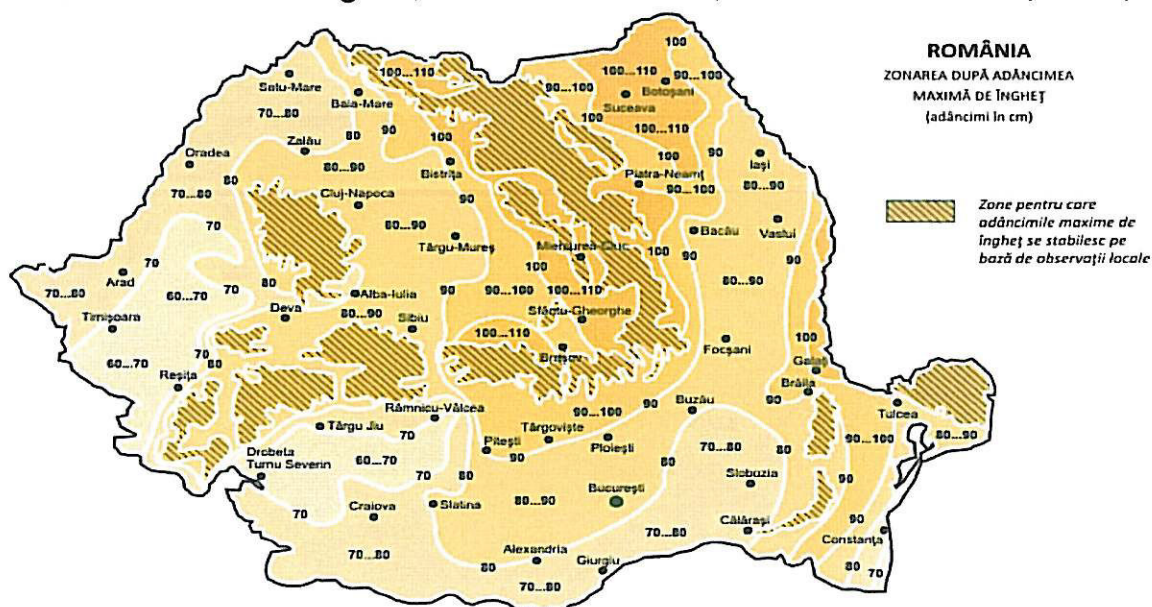 ROMÂNIA
ZONAREA DUPĂ ADÂNCIMEA
MAXIMĂ DE ÎNGHEȚ
(adâncimi în cm)
Zone pentru care
adâncimile maxime de
îngheț se stabilesc pe
bază de observații locale
100
100...110
100...110
90...100
90...100
Satu-Mare
Baia-Mare
Suceava
Botoșani
70...80
80
90
100
100
100...110
90
Zalău
Oradea
80...90
Bistrița
100
Piatra-Neamț
90...100
Iași
80...90
80
70...80
Cluj-Napoca
90
70
80...90
Târgu-Mureș
Miercurea-Ciuc
100
Bacău
Vaslui
90
90
Arad
70
70...80
60...70
70
80
Alba-Iulia
90
100
90...100
100...110
80...90
Timișoara
Deva
80...90
Sibiu
Sfântu-Gheorghe
100...110
Brașov
Focșani
100
60...70
70
80
Reșița
Galați
Brăila
90
Râmnicu-Vâlcea
90...100
90
Buzău
Tulcea
Târgu Jiu
70
Pitești
Târgoviște
90
Ploiești
70...80
80
90...100
80...90
Drobeta
Turnu Severin
60...70
70
80
80
Slobozia
90
70
Craiova
Slatina
80...90
București
Călărași
90
Constanța
70...80
80
Alexandria
Giurgiu
70...80
70...80
80
70